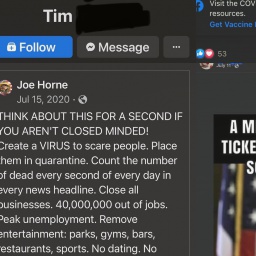 Tim
Follow
Message
...
Joe Horne
Jul 15, 2020 ·
THINK ABOUT THIS FOR A SECOND IF
YOU AREN'T CLOSED MINDED!
Create a VIRUS to scare people. Place
them in quarantine. Count the number
of dead every second of every day in
every news headline. Close all
businesses. 40,000,000 out of jobs.
Peak unemployment. Remove
entertainment: parks, gyms, bars,
restaurants, sports. No dating. No
Visit the COV
resources.
Get Vaccine
53
A M
TICKE
S